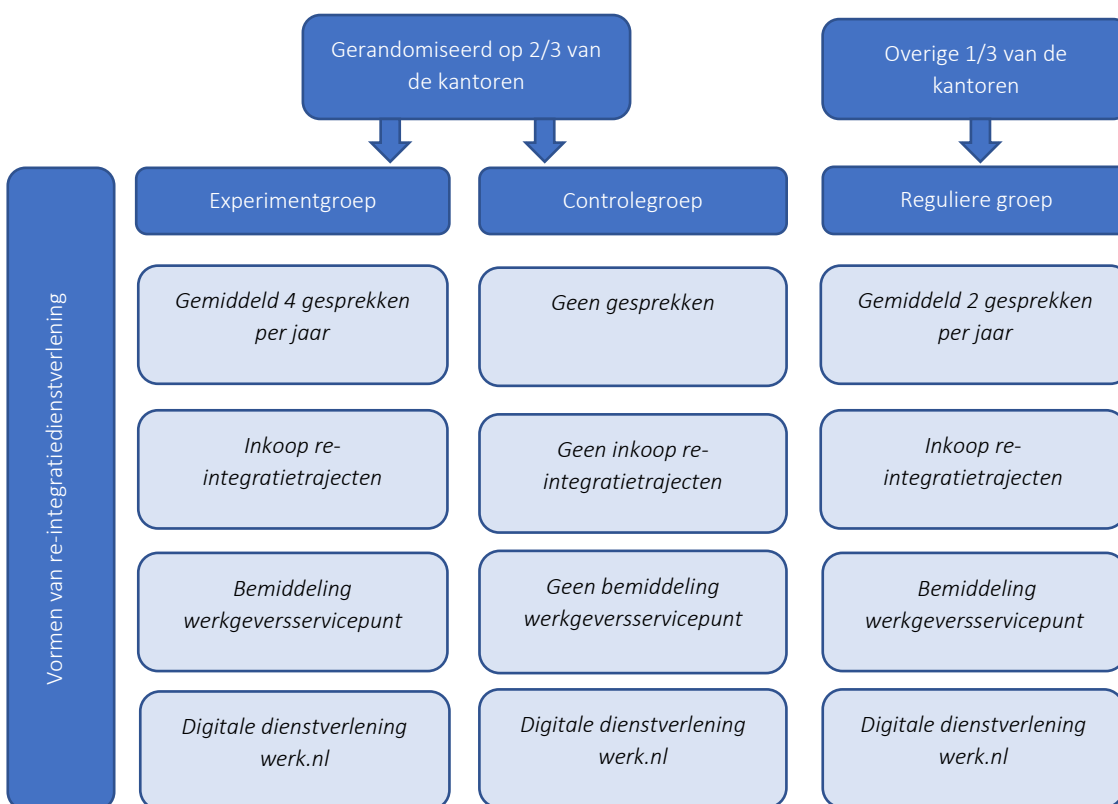 Gerandomiseerd op 2/3 van
de kantoren
Overige 1/3 van de
kantoren
Vormen van re-integratiedienstverlening
Experimentgroep
Controlegroep
Reguliere groep
Gemiddeld 4 gesprekken
per jaar
Geen gesprekken
Gemiddeld 2 gesprekken
per jaar
Inkoop re-
integratietrajecten
Geen inkoop re-
integratietrajecten
Inkoop re-
integratietrajecten
Bemiddeling
werkgeversservicepunt
Geen bemiddeling
werkgeversservicepunt
Bemiddeling
werkgeversservicepunt
Digitale dienstverlening
werk.nl
Digitale dienstverlening
werk.nl
Digitale dienstverlening
werk.nl